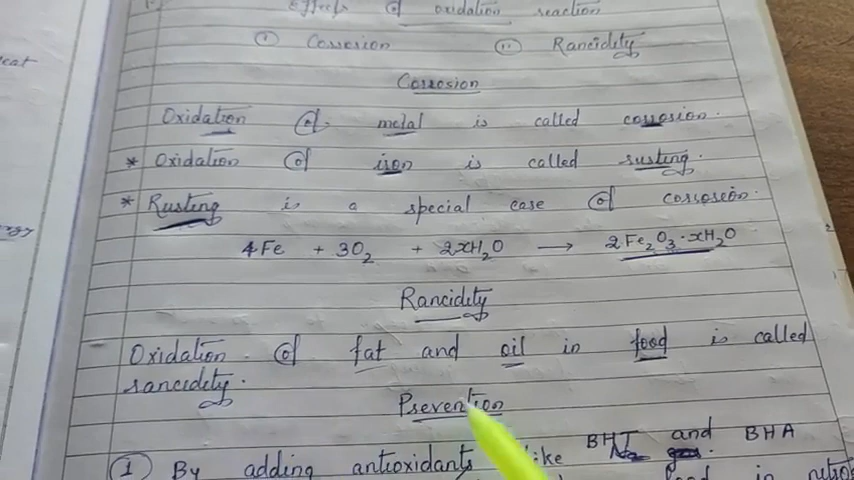 Effects of oxidation reaction
(i) Corrosion (ii) Rancidity
Corrosion
Oxidation of metal is called corrosion.
* Oxidation of iron is called rusting.
* Rusting is a special case of corrosion.
4Fe + 3O₂ + 2xH₂O → 2Fe₂O₃·xH₂O
Rancidity
Oxidation of fat and oil in food is called
rancidity.
Prevention
BHT and BHA
(1) By adding antioxidants like
food in